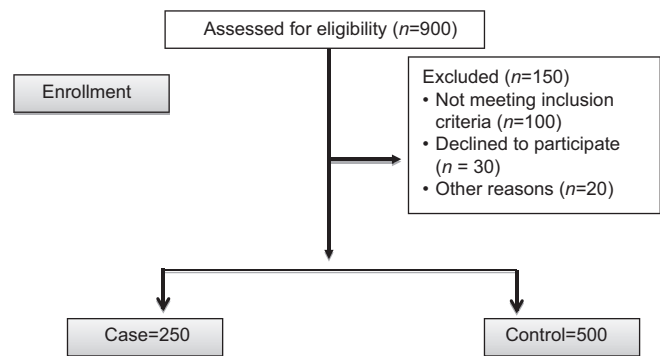 Assessed for eligibility (n=900)
Enrollment
Excluded (n=150)
• Not meeting inclusion
criteria (n=100)
• Declined to participate
(n = 30)
• Other reasons (n=20)
Case=250
Control=500